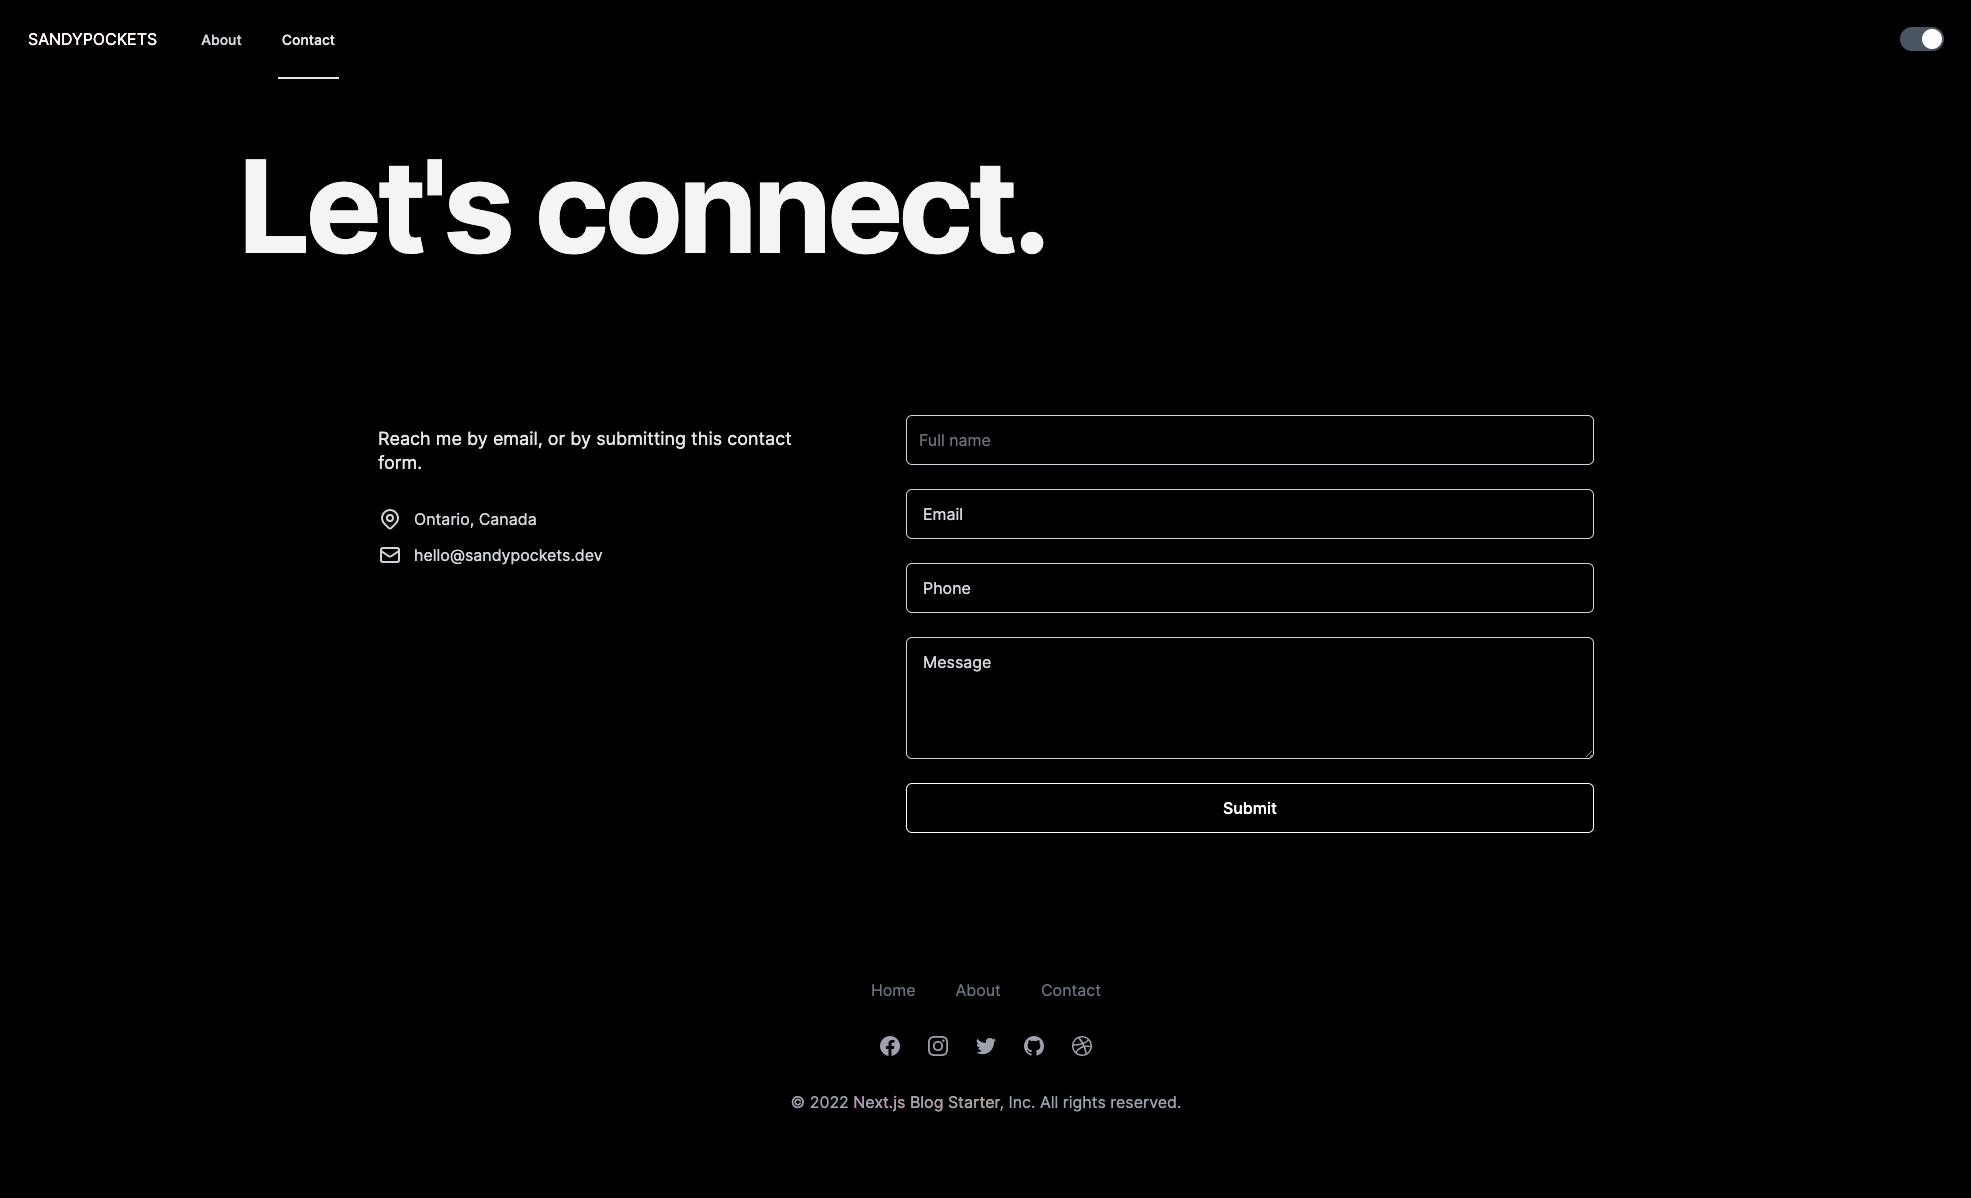 SANDYPOCKETS About Contact
Let's connect.
Reach me by email, or by submitting this contact
form.
Ontario, Canada
hello@sandypockets.dev
Full name
Email
Phone
Message
Submit
Home About Contact
© 2022 Next.js Blog Starter, Inc. All rights reserved.